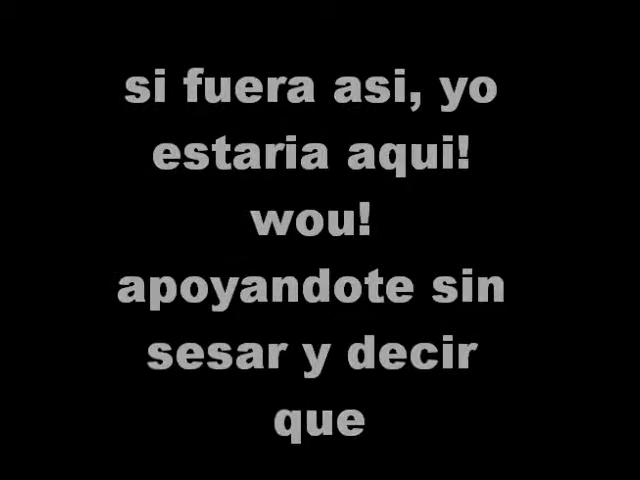 si fuera asi, yo
estaria aqui!
wou!
apoyandote sin
sesar y decir
que